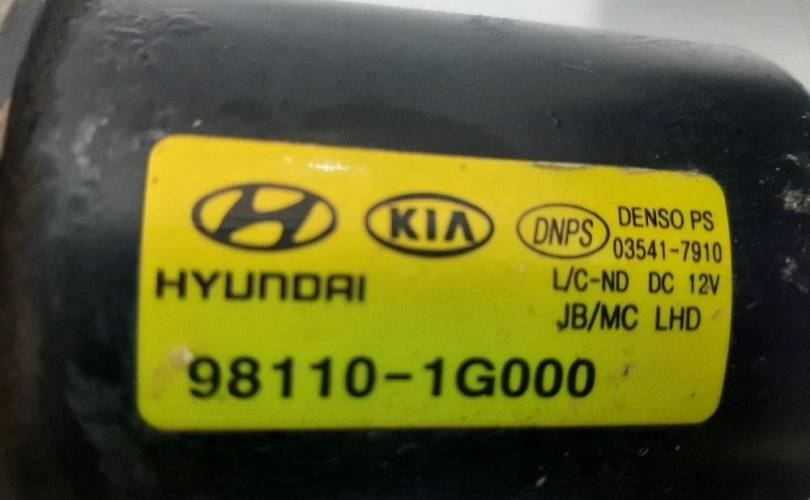 KIA DNPS DENSO PS
03541-7910
HYUNDAI L/C-ND DC 12V
JB/MC LHD
98110-1G000